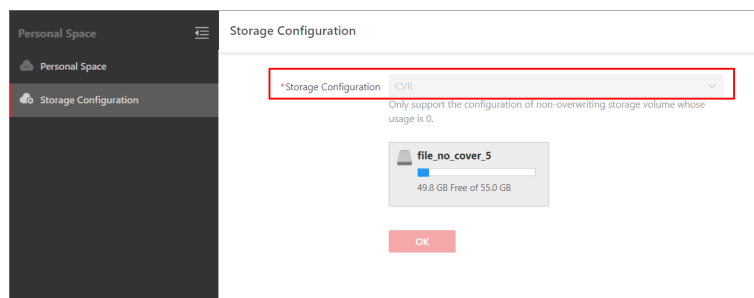 Personal Space
Storage Configuration
Personal Space
Storage Configuration
*Storage Configuration CVR
Only support the configuration of non-overwriting storage volume whose
usage is 0.
file_no_cover_5
49.8 GB Free of 55.0 GB
OK